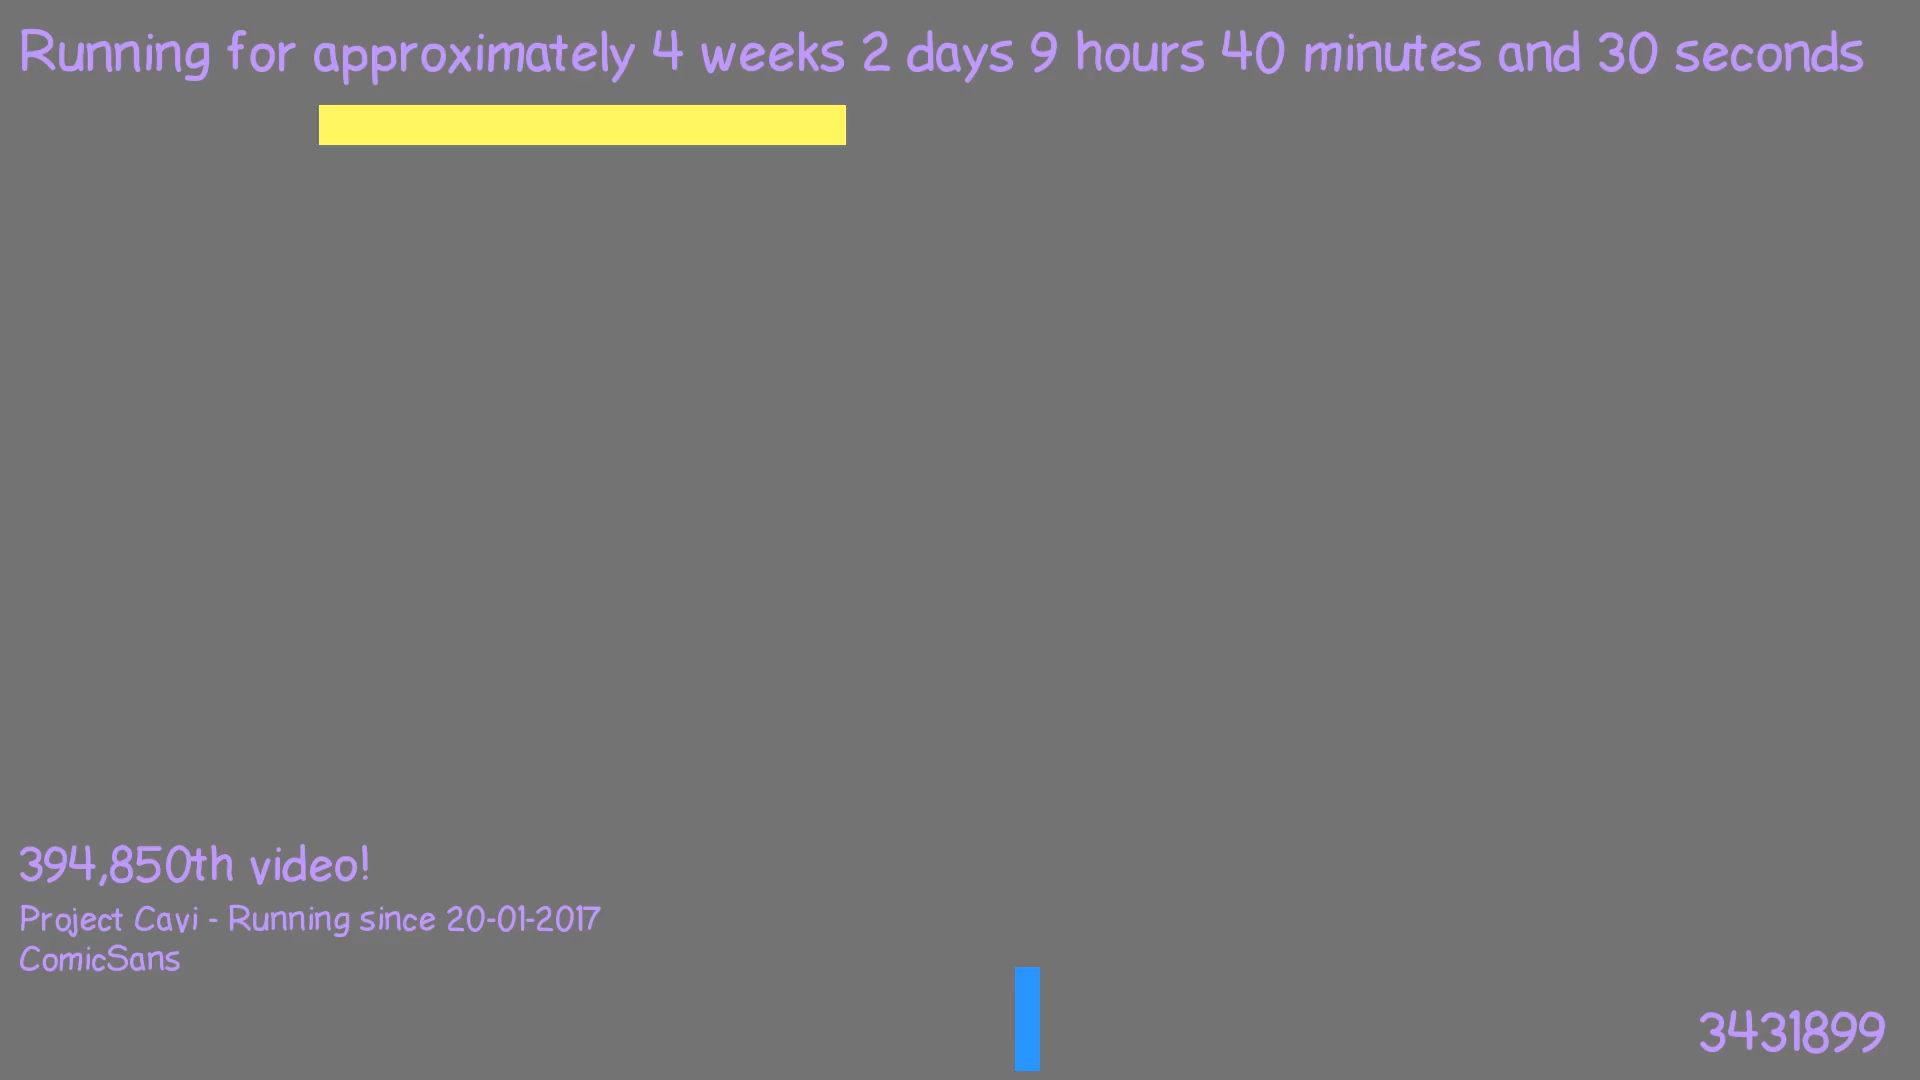 Running for approximately 4 weeks 2 days 9 hours 40 minutes and 30 seconds
394,850th video!
Project Cavi - Running since 20-01-2017
ComicSans
3431899